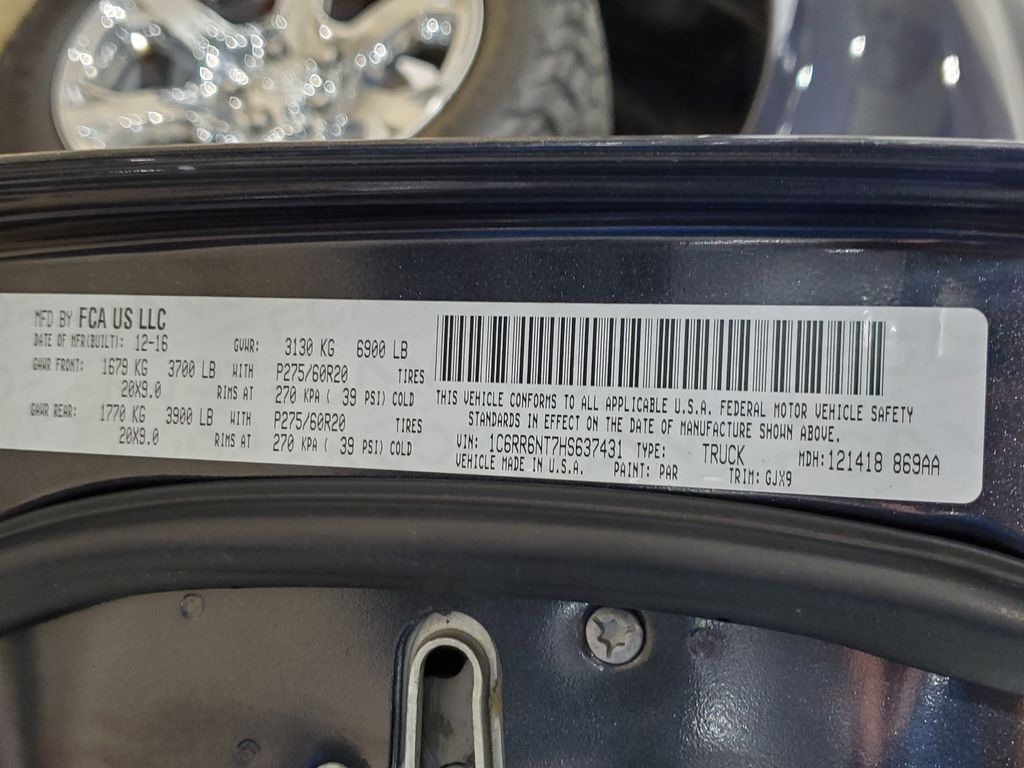 MFD BY FCA US LLC
DATE OF MFR(BUILT): 12-16 GVWR: 3130 KG 6900 LB
GAWR FRONT: 1679 KG 3700 LB WITH P275/60R20 TIRES
20X9.0 RIMS AT 270 KPA ( 39 PSI) COLD
GAWR REAR: 1770 KG 3900 LB WITH P275/60R20 TIRES
20X9.0 RIMS AT 270 KPA ( 39 PSI) COLD
THIS VEHICLE CONFORMS TO ALL APPLICABLE U.S.A. FEDERAL MOTOR VEHICLE SAFETY
STANDARDS IN EFFECT ON THE DATE OF MANUFACTURE SHOWN ABOVE.
VIN: 1C6RR6NT7HS637431 TYPE: TRUCK MDH:121418 869AA
VEHICLE MADE IN U.S.A. PAINT: PAR TRIM: GJX9